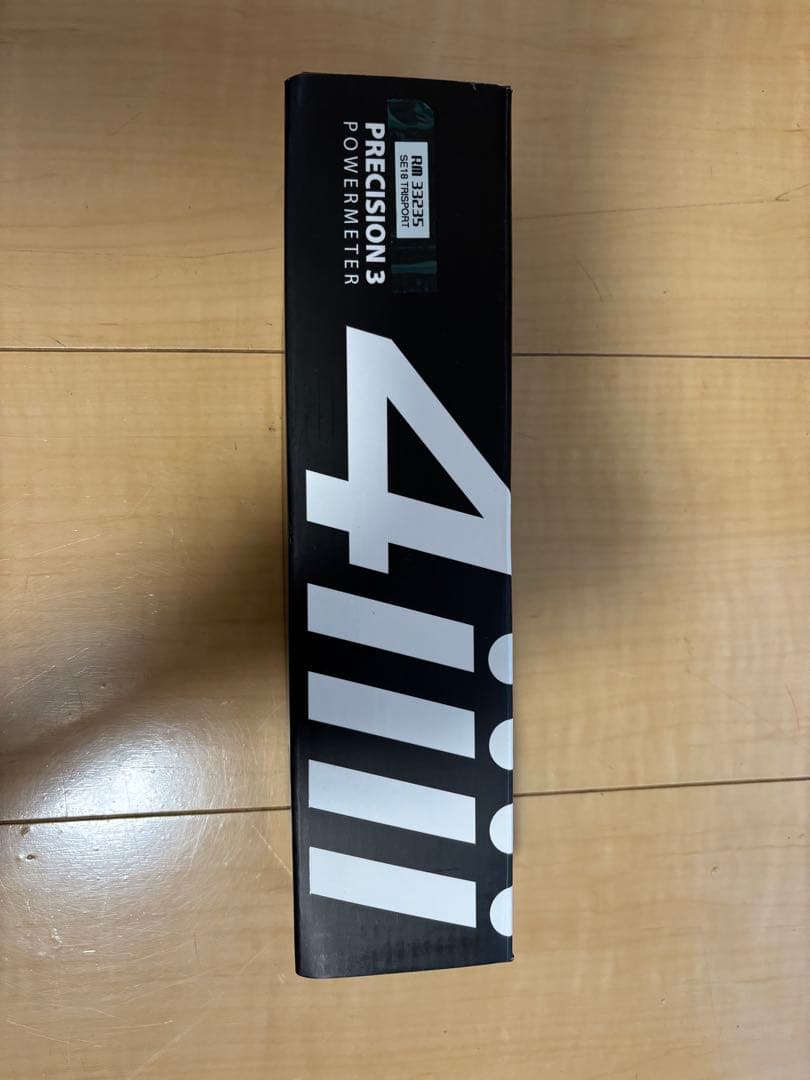 RM 33235
SE18 TRISPORT
PRECISION 3
POWERMETER
4iiii